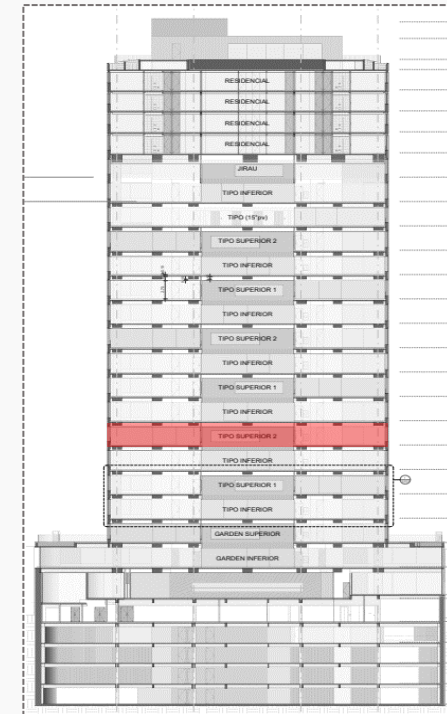 RESIDENCIAL
RESIDENCIAL
RESIDENCIAL
RESIDENCIAL
JIRAU
TIPO INFERIOR
TIPO (15°pv)
TIPO SUPERIOR 2
TIPO INFERIOR
TIPO SUPERIOR 1
TIPO INFERIOR
TIPO SUPERIOR 2
TIPO INFERIOR
TIPO SUPERIOR 1
TIPO INFERIOR
TIPO SUPERIOR 2
TIPO INFERIOR
TIPO SUPERIOR 1
TIPO INFERIOR
GARDEN SUPERIOR
GARDEN INFERIOR